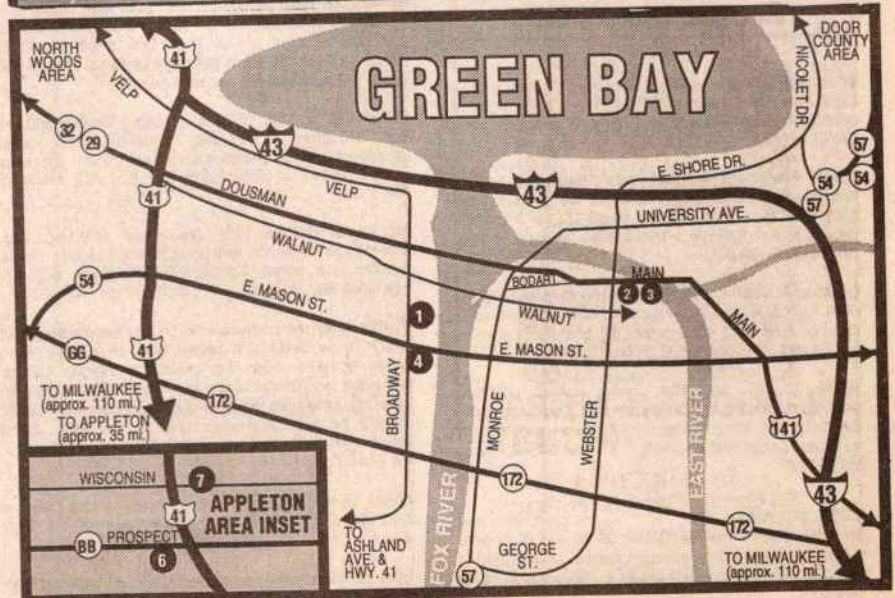 GREEN BAY
NORTH
WOODS
AREA
VELP
41
DOOR
COUNTY
AREA
NICOLET DR.
32
29
43
57
54
54
57
E. SHORE DR.
41
DOUSMAN
VELP
43
UNIVERSITY AVE.
WALNUT
54
E. MASON ST.
BODART
MAIN
2
3
WALNUT
MAIN
1
GG
41
4
E. MASON ST.
TO MILWAUKEE
(approx. 110 mi.)
TO APPLETON
(approx. 35 mi.)
172
BROADWAY
MONROE
WEBSTER
141
FOX RIVER
EAST RIVER
172
43
172
WISCONSIN
7
41
APPLETON
AREA INSET
BB
PROSPECT
6
TO
ASHLAND
AVE. &
HWY. 41
57
GEORGE
ST.
TO MILWAUKEE
(approx. 110 mi.)